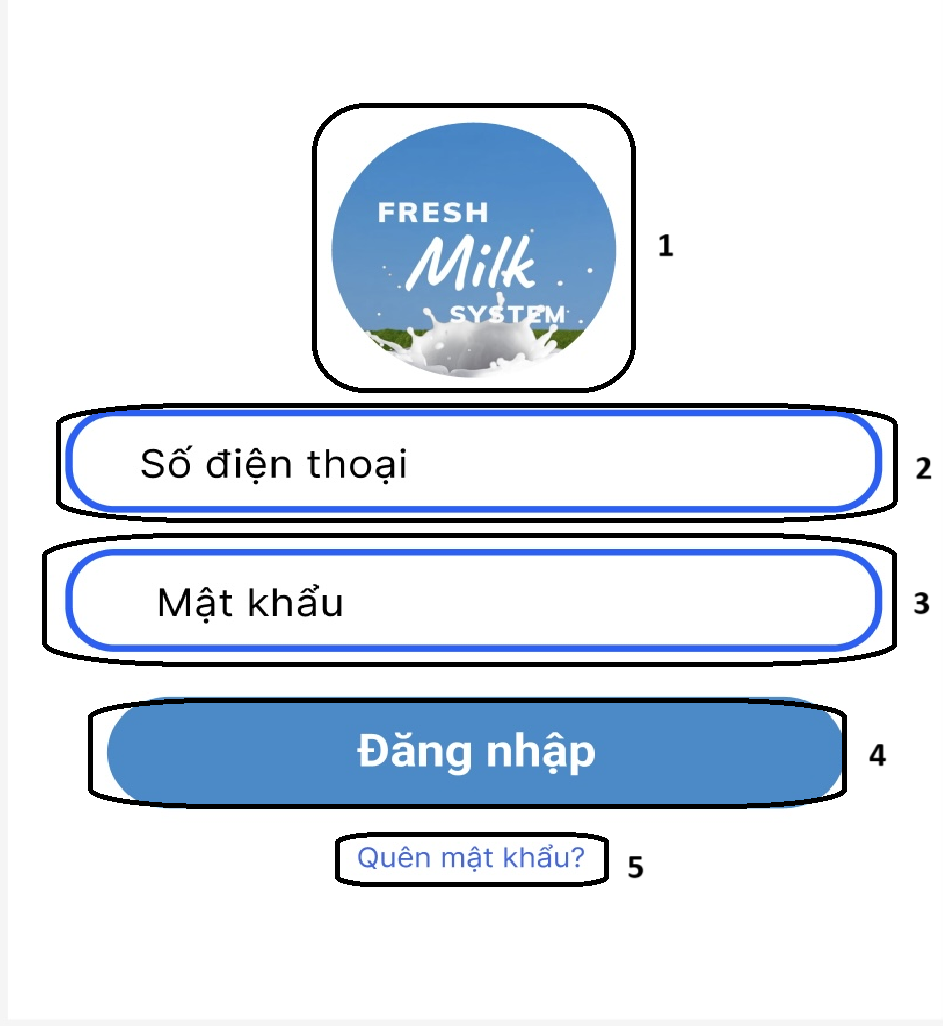 FRESH
Milk
SYSTEM
1
Số điện thoại
2
Mật khẩu
3
Đăng nhập
4
Quên mật khẩu?
5